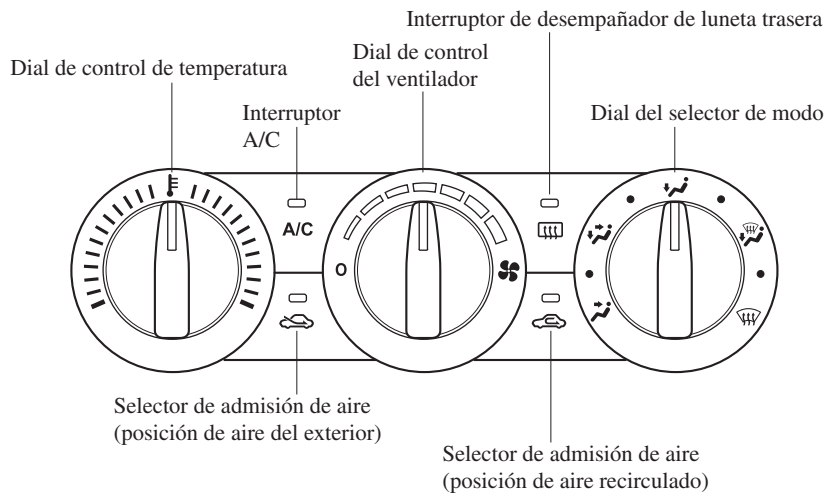 Interruptor de desempañador de luneta trasera
Dial de control
del ventilador
Dial de control de temperatura
Interruptor
A/C
Dial del selector de modo
A/C
O
Selector de admisión de aire
(posición de aire del exterior)
Selector de admisión de aire
(posición de aire recirculado)